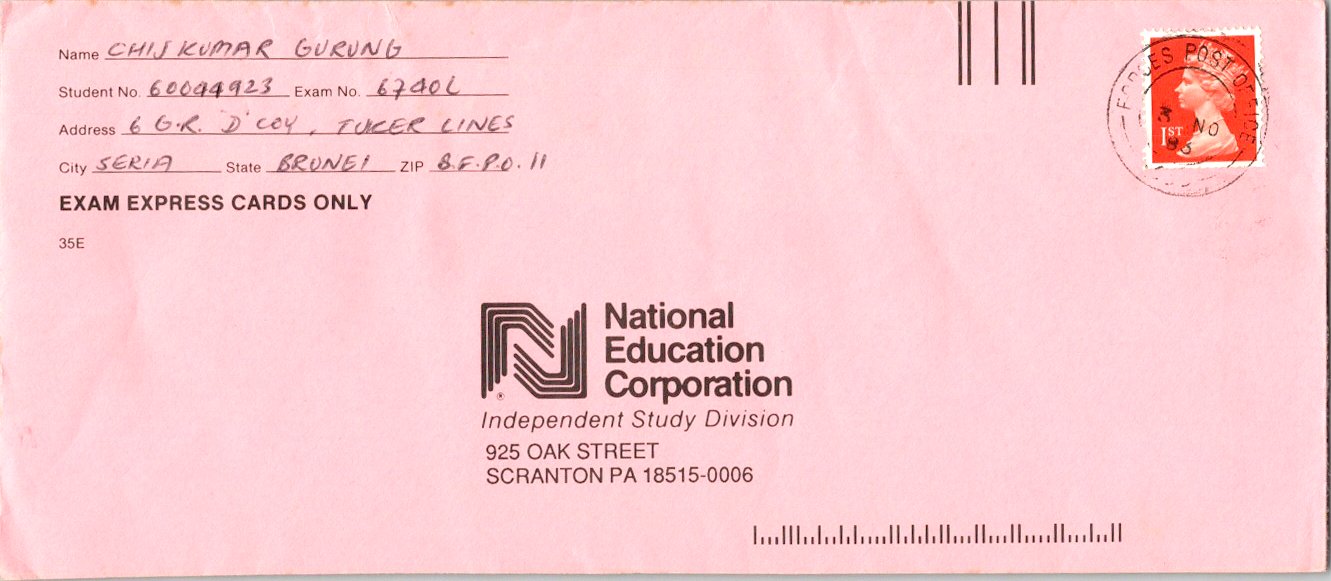 Name CHIJ KUMAR GURUNG
Student No. 60044923 Exam No. 6740L
Address 6 G.R. D'COY, TUKER LINES
City SERIA State BRUNEI ZIP B.F.P.O. 11
EXAM EXPRESS CARDS ONLY
35E
FORCES POST OFFICE
3 NO
93
1ST
National
Education
Corporation
Independent Study Division
925 OAK STREET
SCRANTON PA 18515-0006